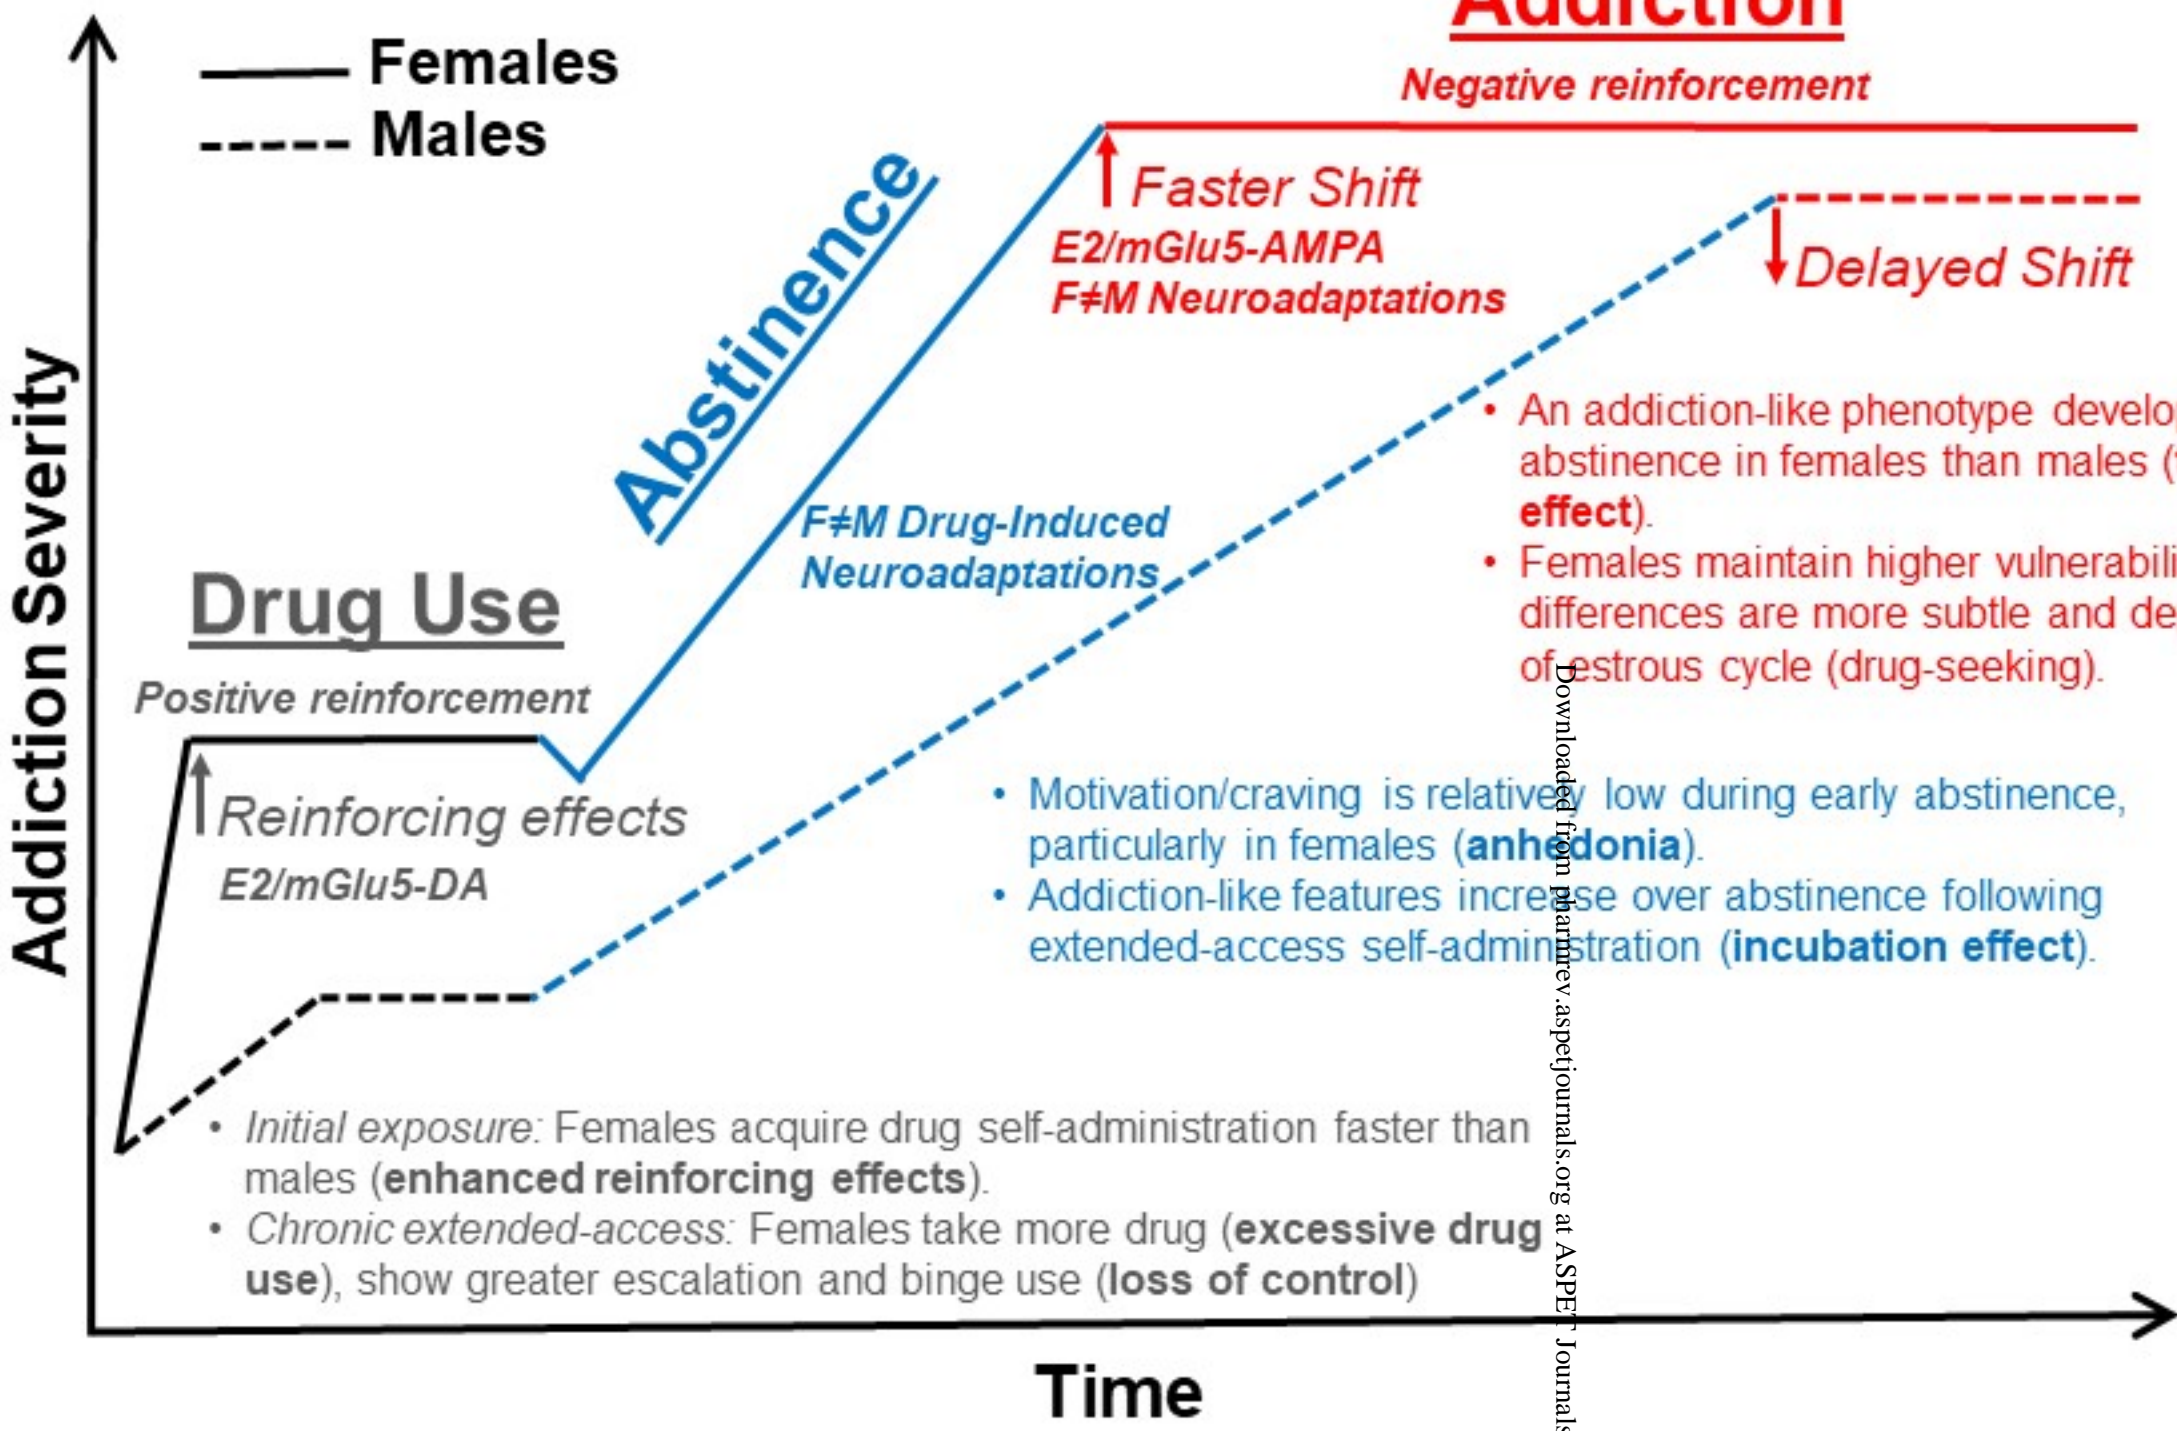 Addiction
Females
Males
Negative reinforcement
Faster Shift
E2/mGlu5-AMPA
F≠M Neuroadaptations
Delayed Shift
Abstinence
F≠M Drug-Induced
Neuroadaptations
Drug Use
Positive reinforcement
Reinforcing effects
E2/mGlu5-DA
Addiction Severity
• An addiction-like phenotype
abstinence in females than males (
effect).
• Females maintain higher
differences are more subtle and
of estrous cycle (drug-seeking).
• Motivation/craving is relatively low during early abstinence,
particularly in females (anhedonia).
• Addiction-like features increase over abstinence following
extended-access self-administration (incubation effect).
• Initial exposure: Females acquire drug self-administration faster than
males (enhanced reinforcing effects).
• Chronic extended-access: Females take more drug (excessive drug
use), show greater escalation and binge use (loss of control)
Time
Downloaded from pharmrev.aspetjournals.org at ASPET Journals